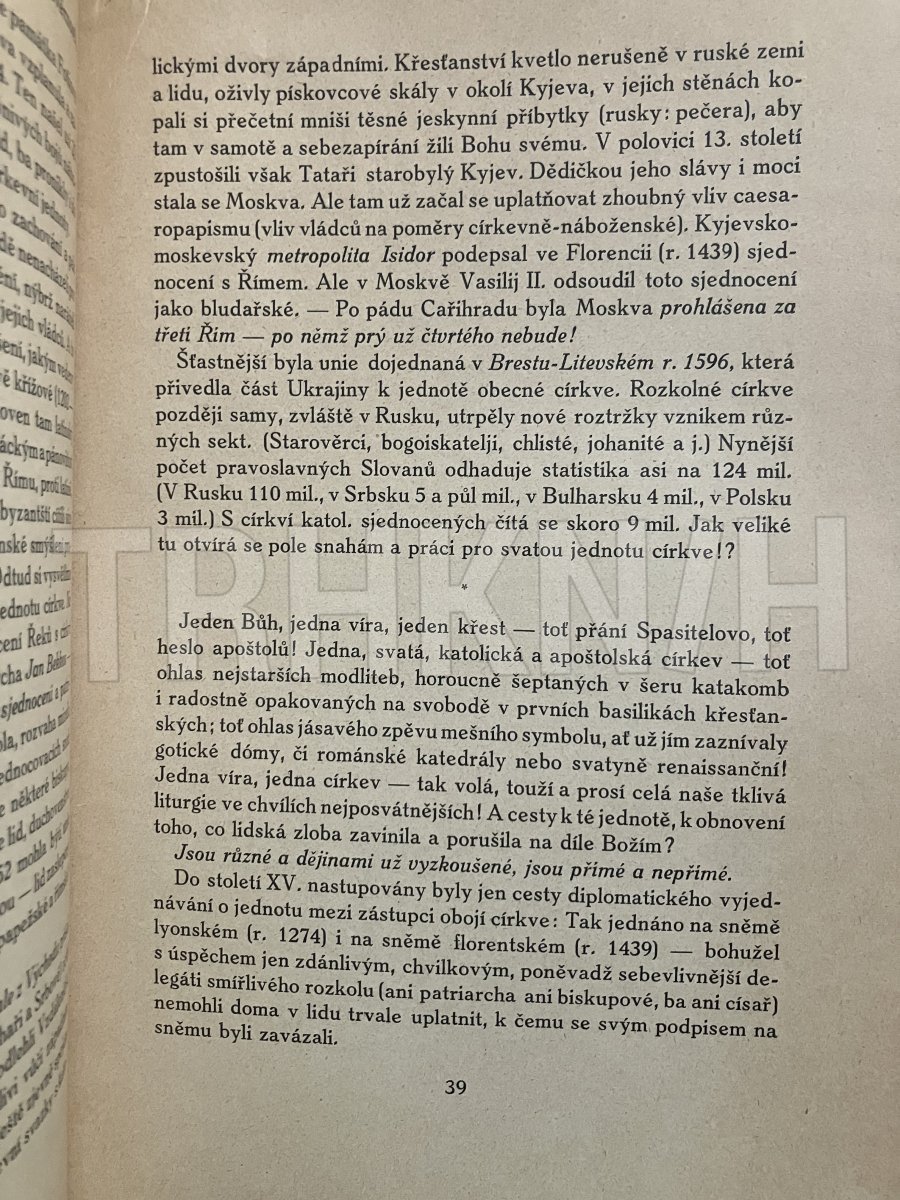 lickými dvory západními. Křesťanství kvetlo nerušeně v ruské zemi
a lidu, oživly pískovcové skály v okolí Kyjeva, v jejich stěnách ko-
pali si přečetní mniši těsné jeskynní příbytky (rusky: pečera), aby
tam v samotě a sebezapírání žili Bohu svému. V polovici 13. století
zpustošili však Tataři starobylý Kyjev. Dědičkou jeho slávy i moci
stala se Moskva. Ale tam už začal se uplatňovat zhoubný vliv caesa-
ropapismu (vliv vládců na poměry církevně-náboženské). Kyjevsko-
moskevský metropolita Isidor podepsal ve Florencii (r. 1439) sjed-
nocení s Římem. Ale v Moskvě Vasilij II. odsoudil toto sjednocení
jako bludařské. — Po pádu Cařihradu byla Moskva prohlášena za
třetí Řim — po němž prý už čtvrtého nebude!
Šťastnější byla unie dojednaná v Brestu-Litevském r. 1596, která
přivedla část Ukrajiny k jednotě obecné církve. Rozkolné církve
později samy, zvláště v Rusku, utrpěly nové roztržky vznikem růz-
ných sekt. (Starověrci, bogoiskatelji, chlisté, johanité a j.) Nynější
počet pravoslavných Slovanů odhaduje statistika asi na 124 mil.
(V Rusku 110 mil., v Srbsku 5 a půl mil., v Bulharsku 4 mil., v Polsku
3 mil.) S církví katol. sjednocených čítá se skoro 9 mil. Jak veliké
tu otvírá se pole snahám a práci pro svatou jednotu církve!?
*
Jeden Bůh, jedna víra, jeden křest — toť přání Spasitelovo, toť
heslo apoštolů! Jedna, svatá, katolická a apoštolská církev — toť
ohlas nejstarších modliteb, horoucně šeptaných v šeru katakomb
i radostně opakovaných na svobodě v prvních basilikách křesťan-
ských; toť ohlas jásavého zpěvu mešního symbolu, ať už jím zaznívaly
gotické dómy, či románské katedrály nebo svatyně renaissanční!
Jedna víra, jedna církev — tak volá, touží a prosí celá naše tklivá
liturgie ve chvílích nejposvátnějších! A cesty k té jednotě, k obnovení
toho, co lidská zloba zavinila a porušila na díle Božím?
Jsou různé a dějinami už vyzkoušené, jsou přímé a nepřímé.
Do století XV. nastupovány byly jen cesty diplomatického vyjed-
návání o jednotu mezi zástupci obojí církve: Tak jednáno na sněmě
lyonském (r. 1274) i na sněmě florentském (r. 1439) — bohužel
s úspěchem jen zdánlivým, chvilkovým, poněvadž sebevlivnější de-
legáti smířlivého rozkolu (ani patriarcha ani biskupové, ba ani císař)
nemohli doma v lidu trvale uplatnit, k čemu se svým podpisem na
sněmu byli zavázali.
39